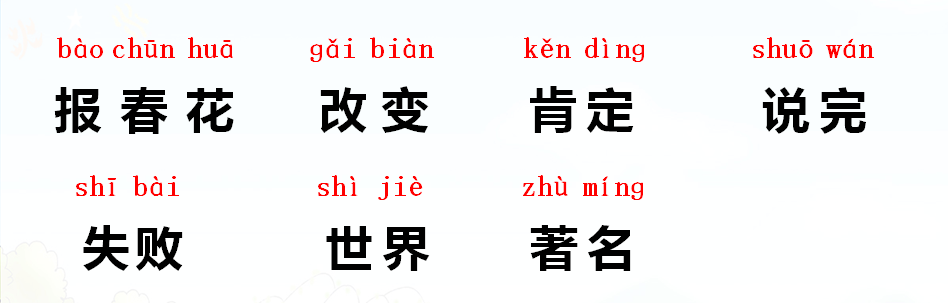 bào chūn huā gǎi biàn kěn dìng shuō wán
报春花 改变 肯定 说完
shī bài shì jiè zhù míng
失败 世界 著名